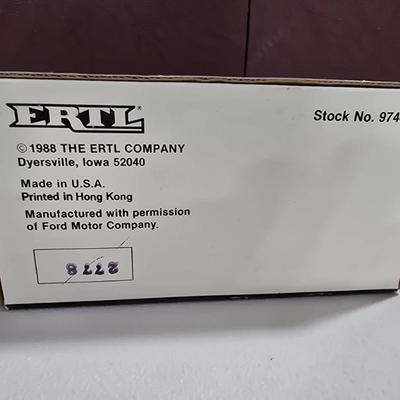 ERTL®
Stock No. 974
© 1988 THE ERTL COMPANY
Dyersville, Iowa 52040
Made in U.S.A.
Printed in Hong Kong
Manufactured with permission
of Ford Motor Company.
2778